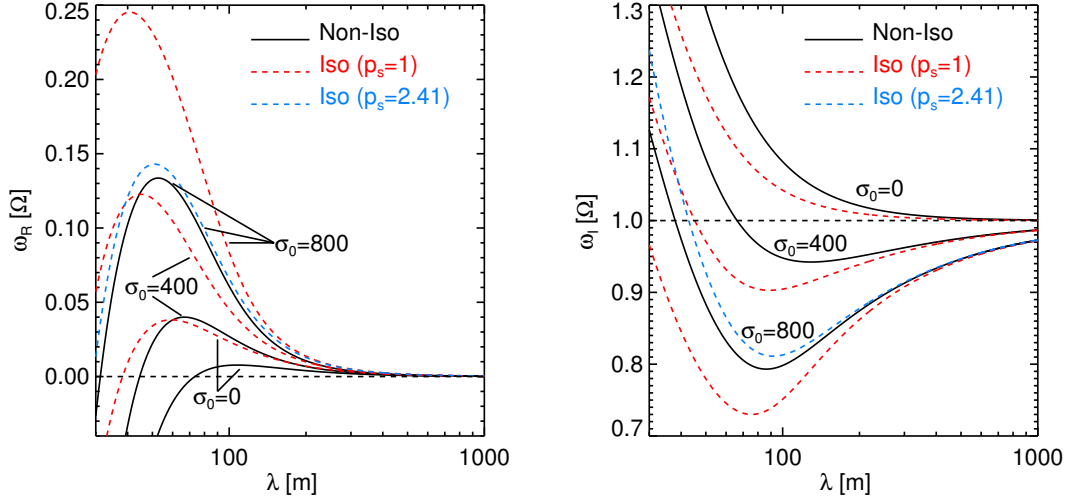 0.25
0.20
0.15
0.10
0.05
0.00
ω_R [Ω]
Non-Iso
Iso (p_s=1)
Iso (p_s=2.41)
σ_0=800
σ_0=400
σ_0=0
100
1000
λ [m]
1.3
1.2
1.1
1.0
0.9
0.8
0.7
ω_I [Ω]
Non-Iso
Iso (p_s=1)
Iso (p_s=2.41)
σ_0=0
σ_0=400
σ_0=800
100
1000
λ [m]